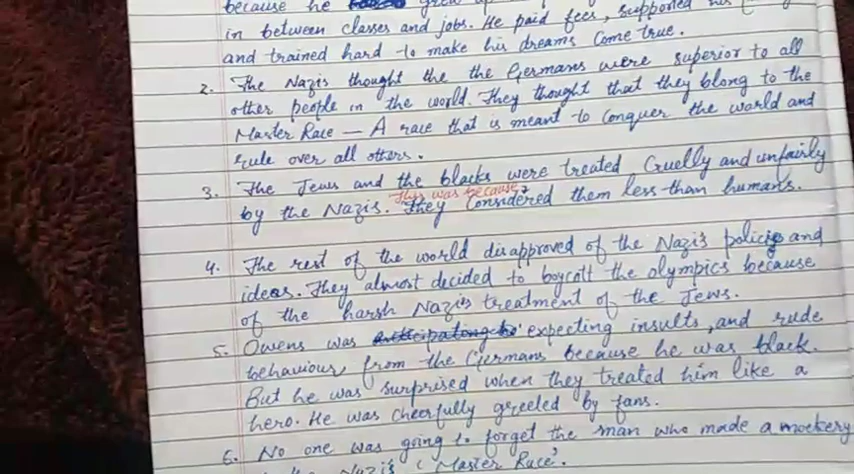 because he grew
in between classes and jobs. He paid fees, supported his
and trained hard to make his dreams come true.
2. The Nazis thought the the Germans were superior to all
other people in the world. They thought that they blong to the
Master Race — A race that is meant to conquer the world and
rule over all others.
3. The Jews and the blacks were treated Cruelly and unfairly
This was because
by the Nazis. They Considered them less than humans.
4. The rest of the world disapproved of the Nazi's policies and
ideas. They almost decided to boycott the olympics because
of the harsh Nazis treatment of the Jews.
5. Owens was expecting insults, and rude
behaviours from the Germans because he was black.
But he was surprised when they treated him like a
hero. He was cheerfully greeted by fans.
6. No one was going to forget the man who made a mockery
Nazi's 'Master Race'.